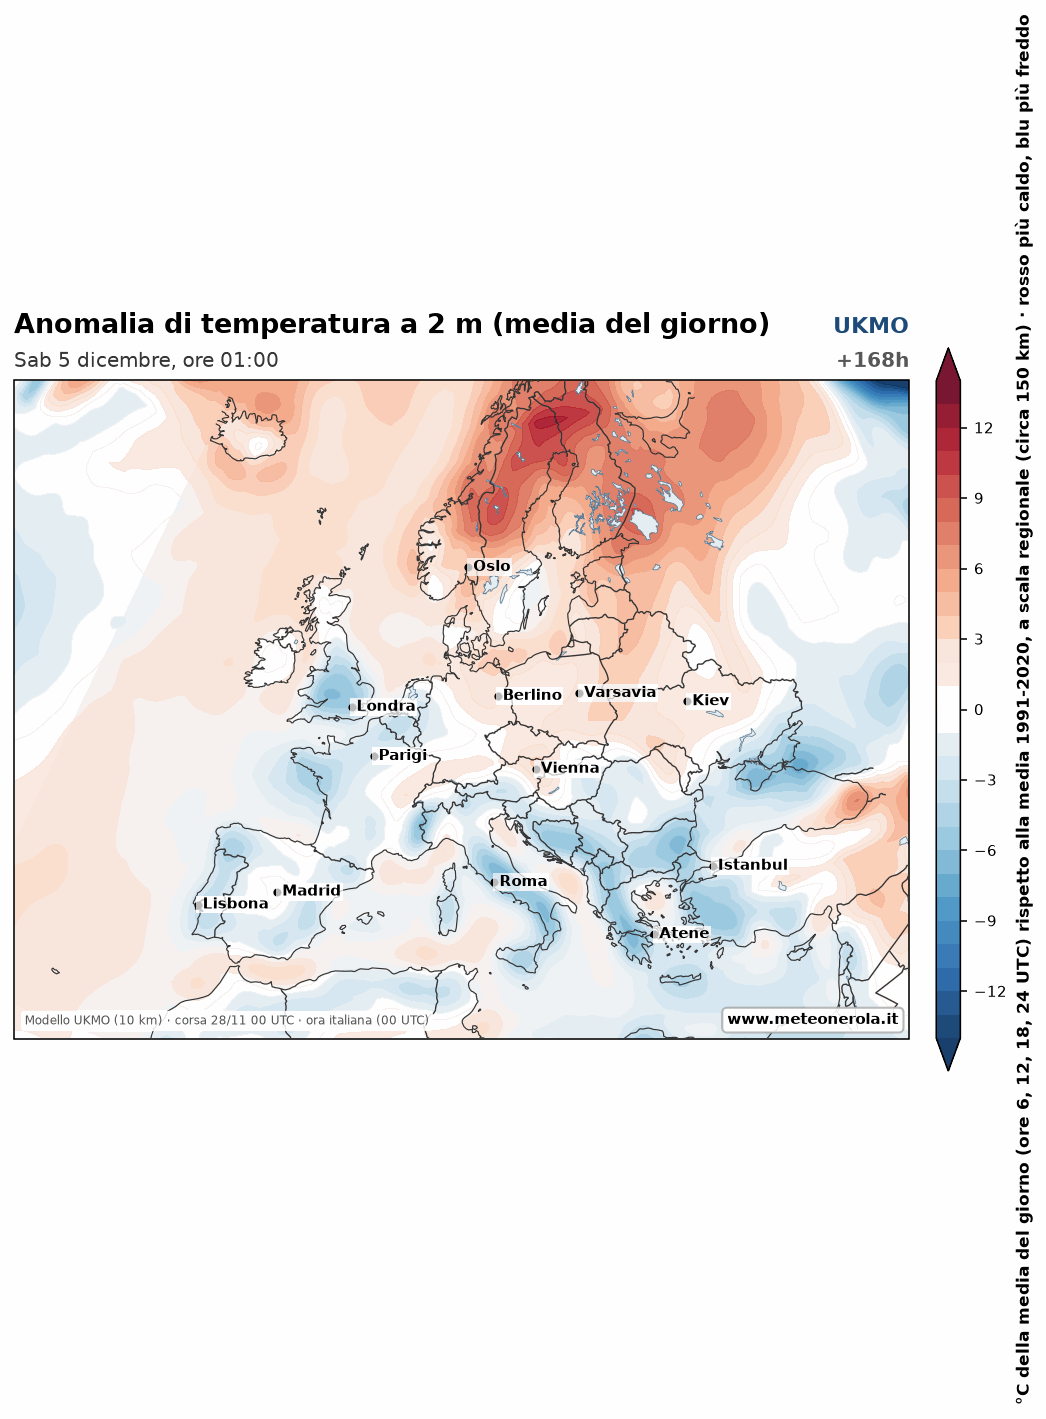 Anomalia di temperatura a 2 m (media del giorno)
UKMO
Sab 5 dicembre, ore 01:00
+168h
Oslo
Berlino
Varsavia
Kiev
Londra
Parigi
Vienna
Istanbul
Madrid
Roma
Lisbona
Atene
Modello UKMO (10 km) · corsa 28/11 00 UTC · ora italiana (00 UTC)
www.meteonerola.it
12
9
6
3
0
−3
−6
−9
−12
°C della media del giorno (ore 6, 12, 18, 24 UTC) rispetto alla media 1991-2020, a scala regionale (circa 150 km) · rosso più caldo, blu più freddo